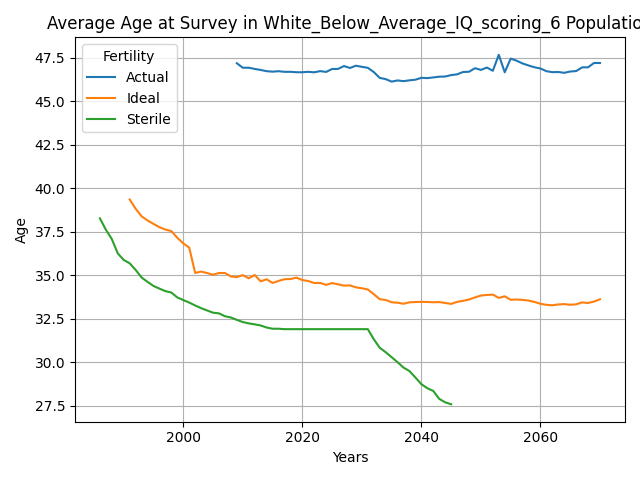 Average Age at Survey in White_Below_Average_IQ_scoring_6 Populatio
Fertility
Actual
Ideal
Sterile
47.5
45.0
42.5
40.0
37.5
35.0
32.5
30.0
27.5
Age
2000
2020
2040
2060
Years